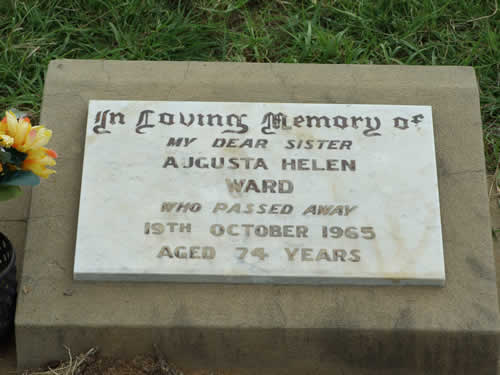 In Loving Memory of
MY DEAR SISTER
AUGUSTA HELEN
WARD
WHO PASSED AWAY
19TH OCTOBER 1965
AGED 74 YEARS